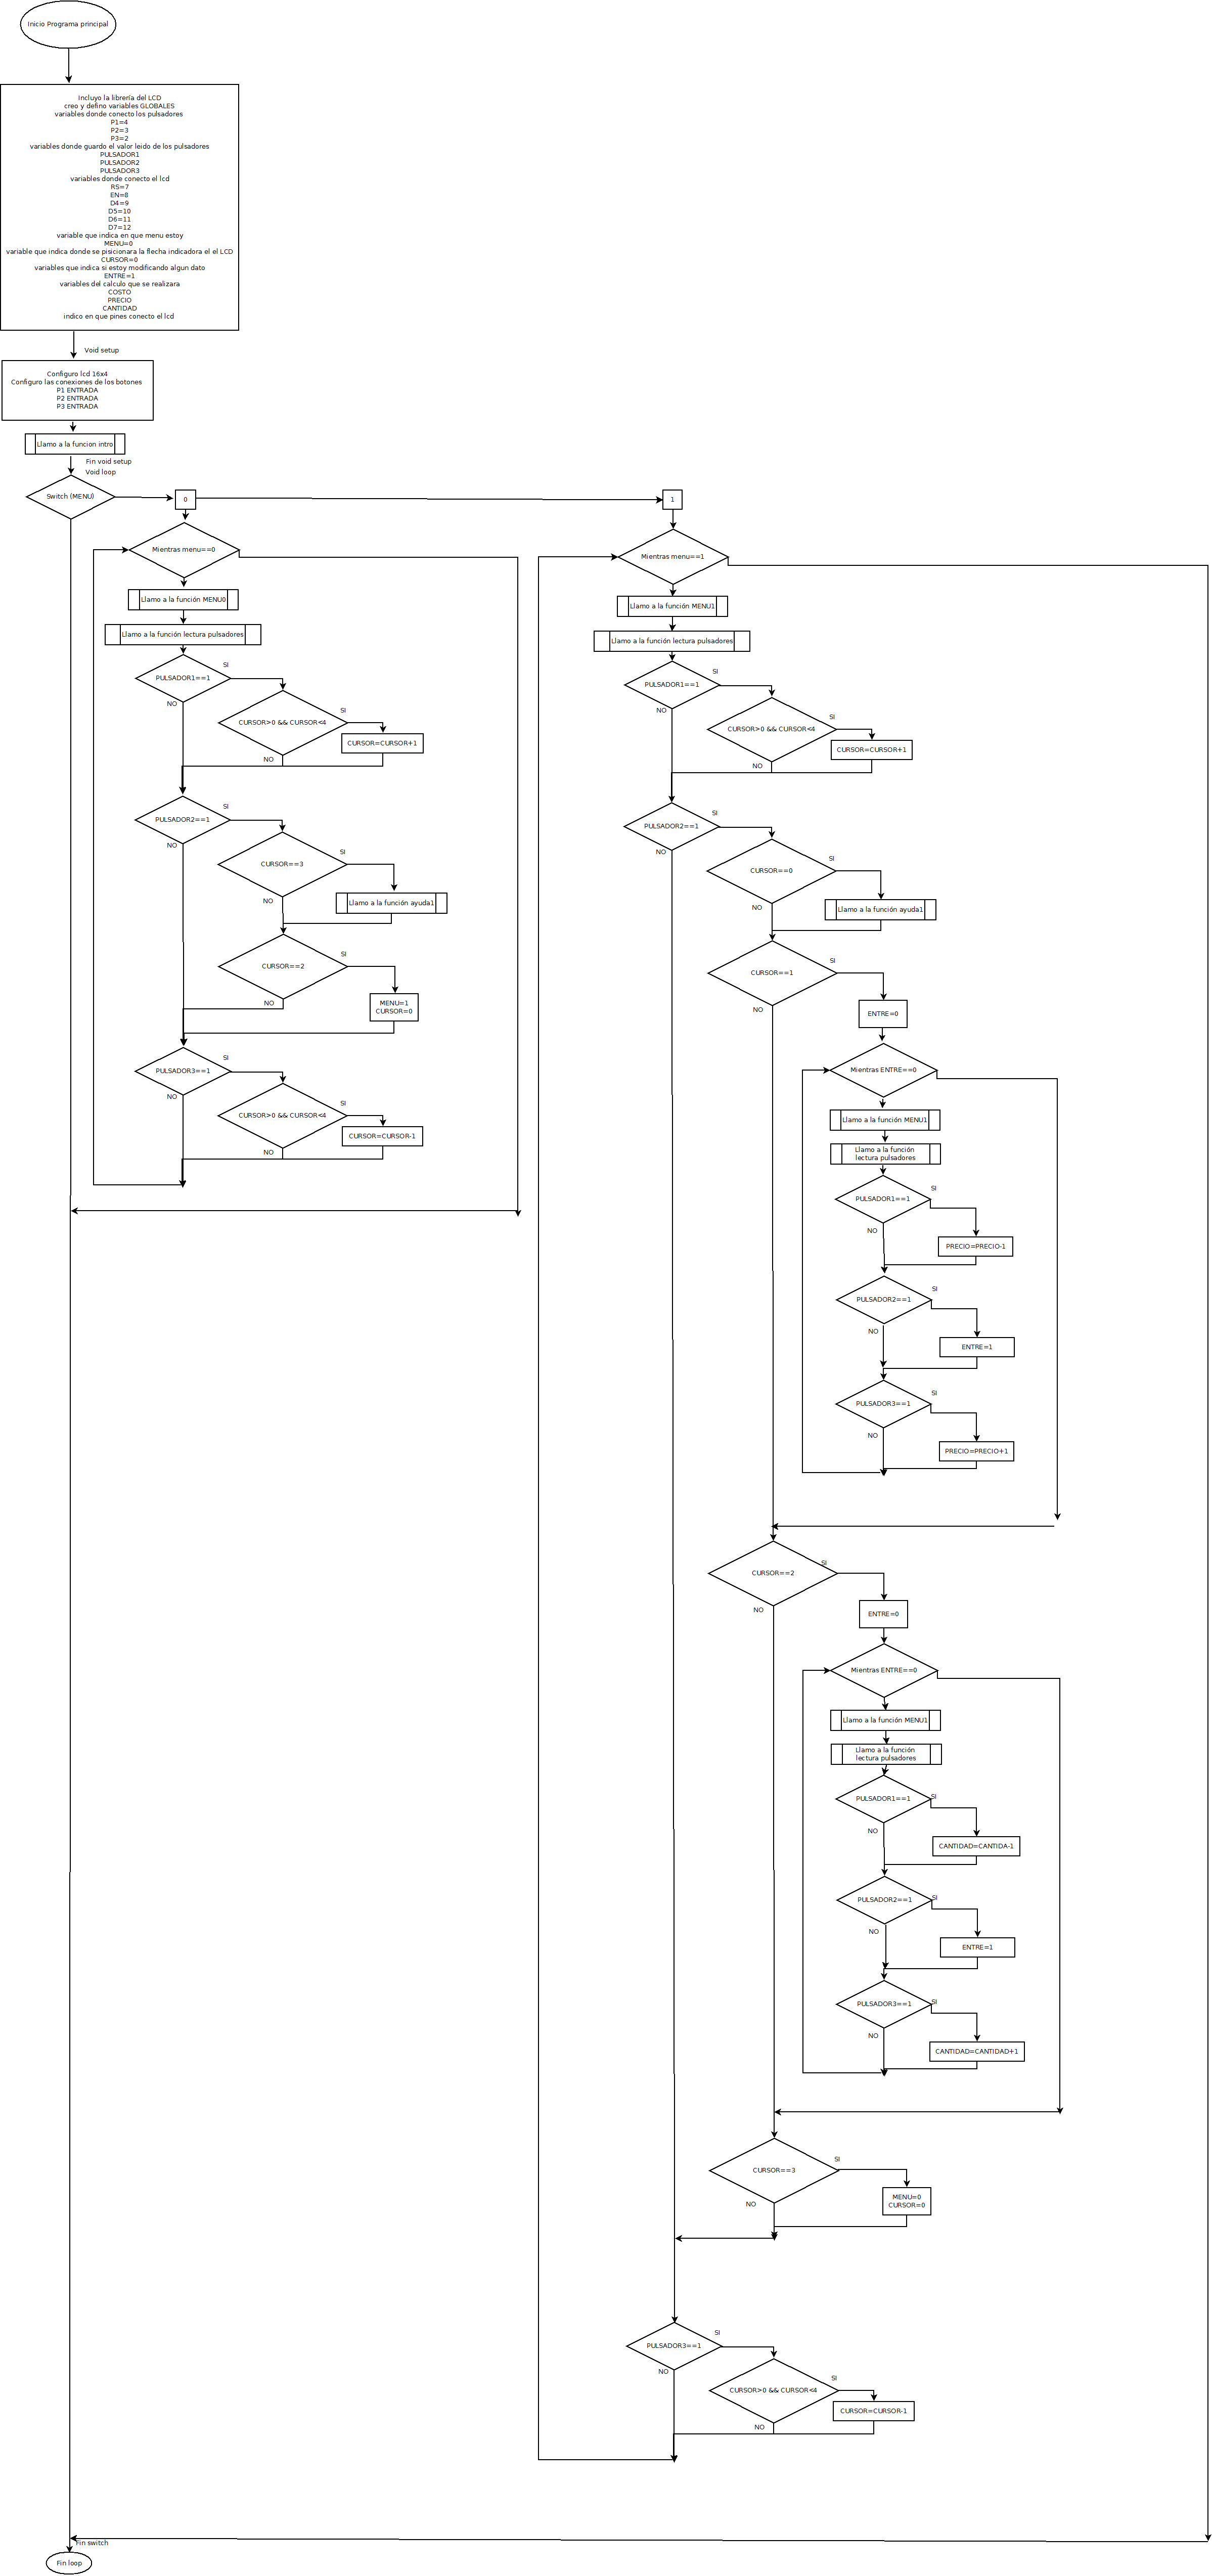 Inicio Programa principal
Incluyo la librería del LCD
creo y defino variables GLOBALES
variables donde conecto los pulsadores
P1=4
P2=3
P3=2
variables donde guardo el valor leido de los pulsadores
PULSADOR1
PULSADOR2
PULSADOR3
variables donde conecto el lcd
RS=7
EN=8
D4=9
D5=10
D6=11
D7=12
variable que indica en que menu estoy
MENU=0
variable que indica donde se pisicionara la flecha indicadora el el LCD
CURSOR=0
variables que indica si estoy modificando algun dato
ENTRE=1
variables del calculo que se realizara
COSTO
PRECIO
CANTIDAD
indico en que pines conecto el lcd
Void setup
Configuro lcd 16x4
Configuro las conexiones de los botones
P1 ENTRADA
P2 ENTRADA
P3 ENTRADA
Llamo a la funcion intro
Fin void setup
Void loop
Switch (MENU)
0
Mientras menu==0
Llamo a la función MENU0
Llamo a la función lectura pulsadores
PULSADOR1==1
SI
NO
CURSOR>0 && CURSOR<4
SI
CURSOR=CURSOR+1
NO
PULSADOR2==1
SI
NO
CURSOR==3
SI
Llamo a la función ayuda1
NO
CURSOR==2
SI
MENU=1
CURSOR=0
NO
PULSADOR3==1
SI
NO
CURSOR>0 && CURSOR<4
SI
CURSOR=CURSOR-1
NO
1
Mientras menu==1
Llamo a la función MENU1
Llamo a la función lectura pulsadores
PULSADOR1==1
SI
NO
CURSOR>0 && CURSOR<4
SI
CURSOR=CURSOR+1
NO
PULSADOR2==1
SI
NO
CURSOR==0
SI
Llamo a la función ayuda1
NO
CURSOR==1
SI
NO
ENTRE=0
Mientras ENTRE==0
Llamo a la función MENU1
Llamo a la función
lectura pulsadores
PULSADOR1==1
SI
NO
PRECIO=PRECIO-1
PULSADOR2==1
SI
NO
ENTRE=1
PULSADOR3==1
SI
NO
PRECIO=PRECIO+1
CURSOR==2
SI
NO
ENTRE=0
Mientras ENTRE==0
Llamo a la función MENU1
Llamo a la función
lectura pulsadores
PULSADOR1==1
SI
NO
CANTIDAD=CANTIDA-1
PULSADOR2==1
SI
NO
ENTRE=1
PULSADOR3==1
SI
NO
CANTIDAD=CANTIDAD+1
CURSOR==3
SI
NO
MENU=0
CURSOR=0
PULSADOR3==1
SI
NO
CURSOR>0 && CURSOR<4
SI
CURSOR=CURSOR-1
NO
Fin switch
Fin loop